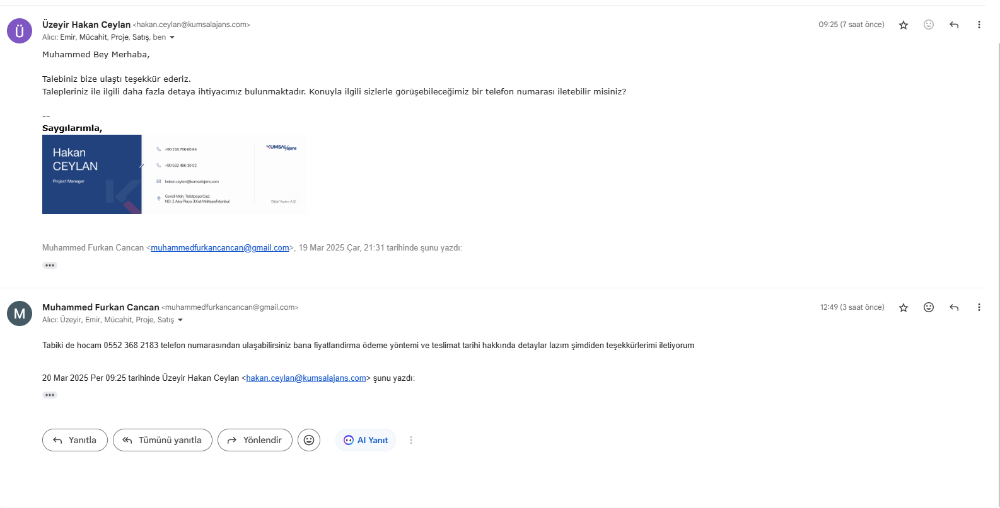 Üzeyir Hakan Ceylan <hakan.ceylan@kumsalajans.com>
09:25 (7 saat önce)
Ü
Alıcı: Emir, Mücahit, Proje, Satış, ben
Muhammed Bey Merhaba,
Talebiniz bize ulaştı teşekkür ederiz.
Talepleriniz ile ilgili daha fazla detaya ihtiyacımız bulunmaktadır. Konuyla ilgili sizlerle görüşebileceğimiz bir telefon numarası iletebilir misiniz?
--
Saygılarımla,
Hakan
CEYLAN
Project Manager
+90 216 706 60 64
+90 532 486 10 02
hakan.ceylan@kumsalajans.com
Cevizli Mah. Talatpaşa Cad.
NO: 2 Aka Plaza 3.Kat Maltepe/İstanbul
KUMSAL/ajans
Dijital Yazılım A.Ş.
Muhammed Furkan Cancan <muhammedfurkancancan@gmail.com>, 19 Mar 2025 Çar, 21:31 tarihinde şunu yazdı:
Muhammed Furkan Cancan <muhammedfurkancancan@gmail.com>
12:49 (3 saat önce)
M
Alıcı: Üzeyir, Emir, Mücahit, Proje, Satış
Tabiki de hocam 0552 368 2183 telefon numarasından ulaşabilirsiniz bana fiyatlandirma ödeme yöntemi ve teslimat tarihi hakkında detaylar lazım şimdiden teşekkürlerimi iletiyorum
20 Mar 2025 Per 09:25 tarihinde Üzeyir Hakan Ceylan <hakan.ceylan@kumsalajans.com> şunu yazdı:
Yanıtla
Tümünü yanıtla
Yönlendir
AI Yanıt